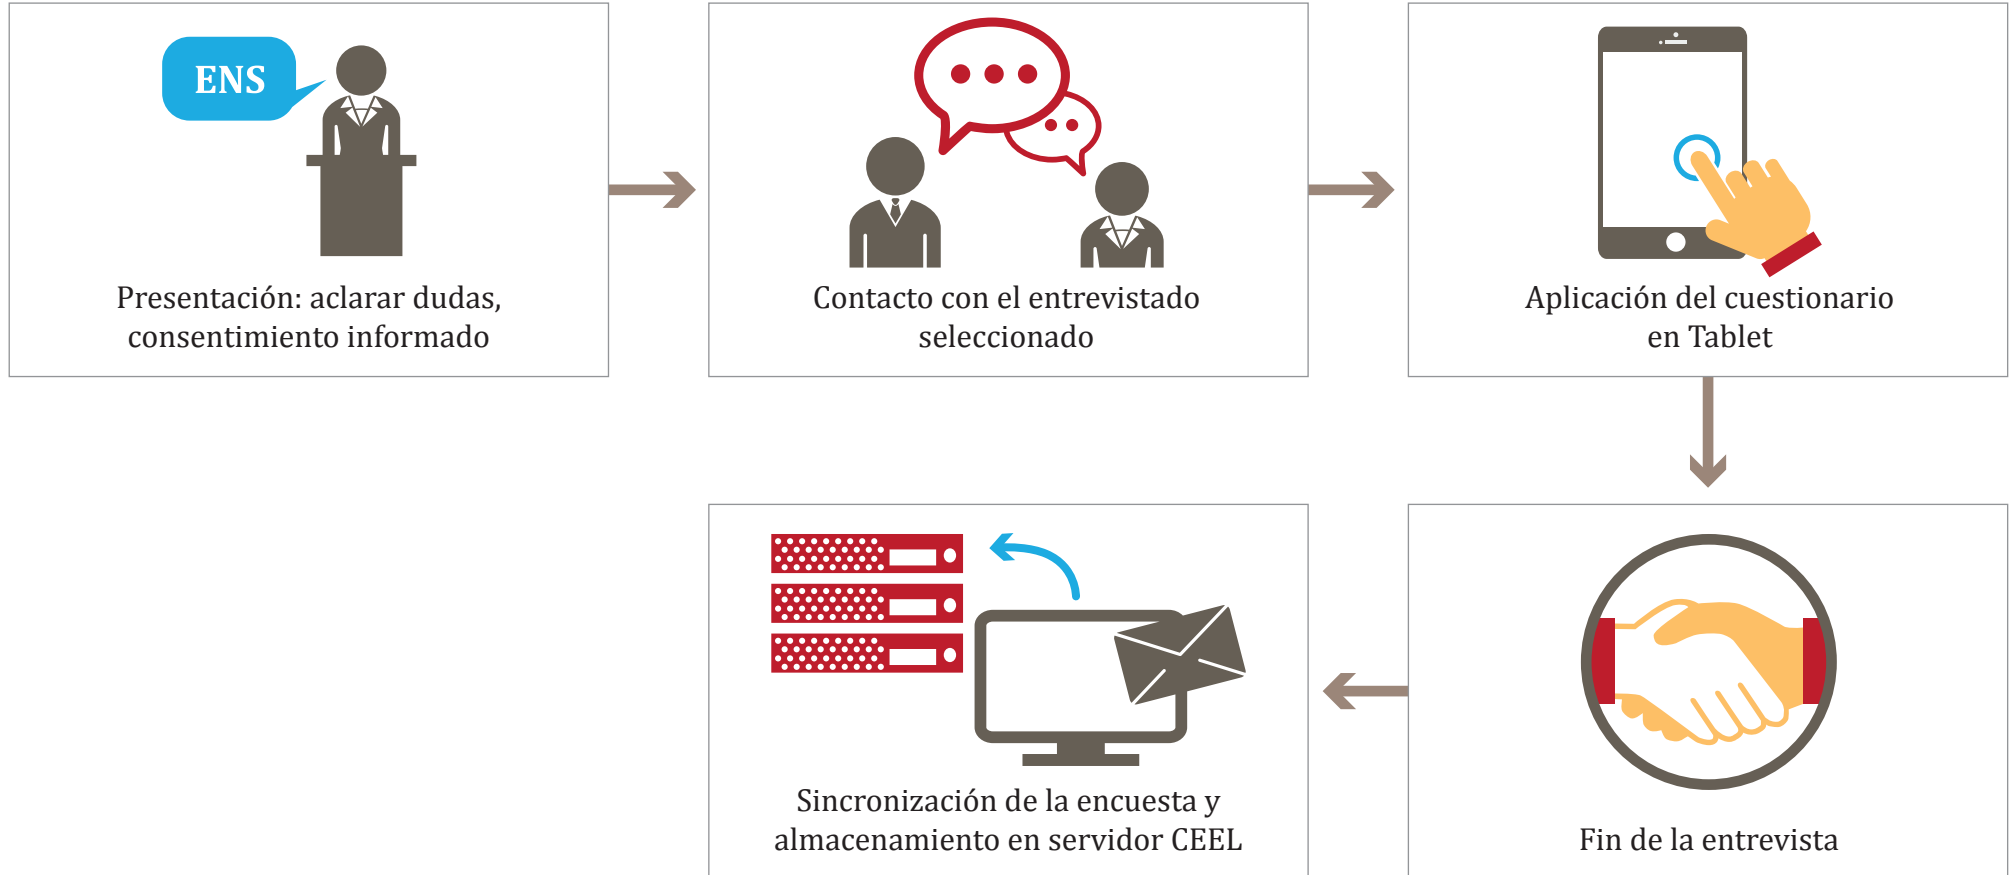 ENS
Presentación: aclarar dudas,
consentimiento informado
Contacto con el entrevistado
seleccionado
Aplicación del cuestionario
en Tablet
Sincronización de la encuesta y
almacenamiento en servidor CEEL
Fin de la entrevista